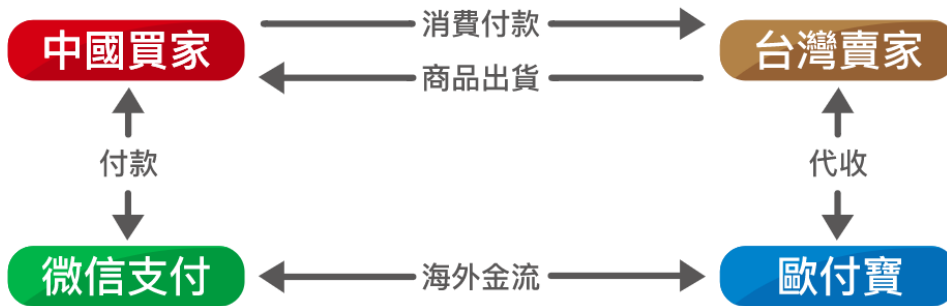 消費付款
中國買家
台灣賣家
商品出貨
付款
代收
微信支付
海外金流
歐付寶